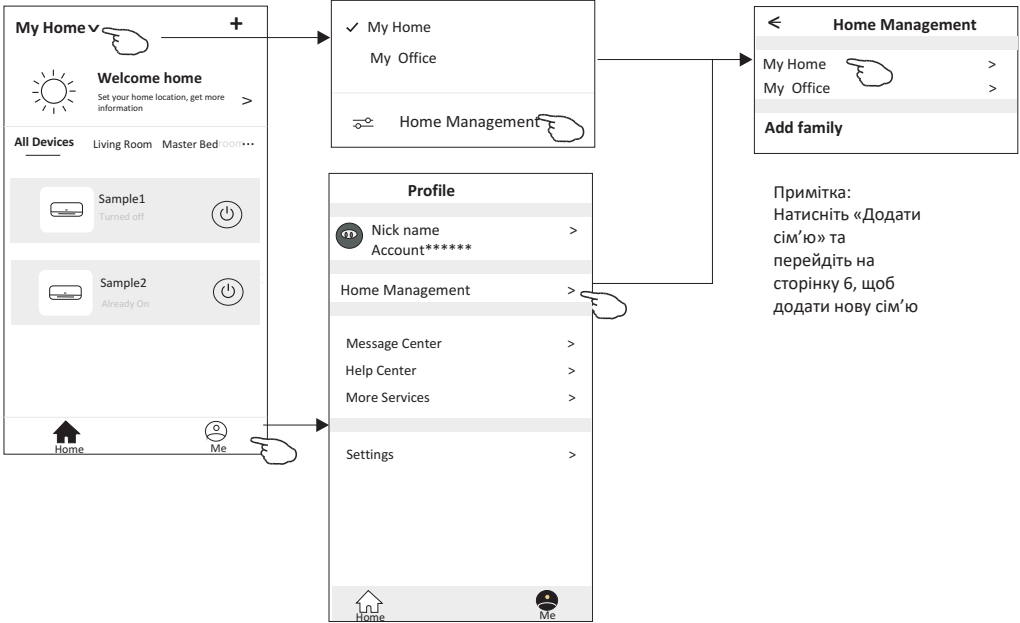 My Home
+
Welcome home
Set your home location, get more
information
>
All Devices Living Room Master Bedroom ...
Sample1
Turned off
Sample2
Already On
Home
Me
✓ My Home
My Office
Home Management
Profile
Nick name >
Account******
Home Management >
Message Center >
Help Center >
More Services >
Settings >
Home
Me
Home Management
My Home >
My Office >
Add family
Примітка:
Натисніть «Додати
сім’ю» та
перейдіть на
сторінку 6, щоб
додати нову сім’ю